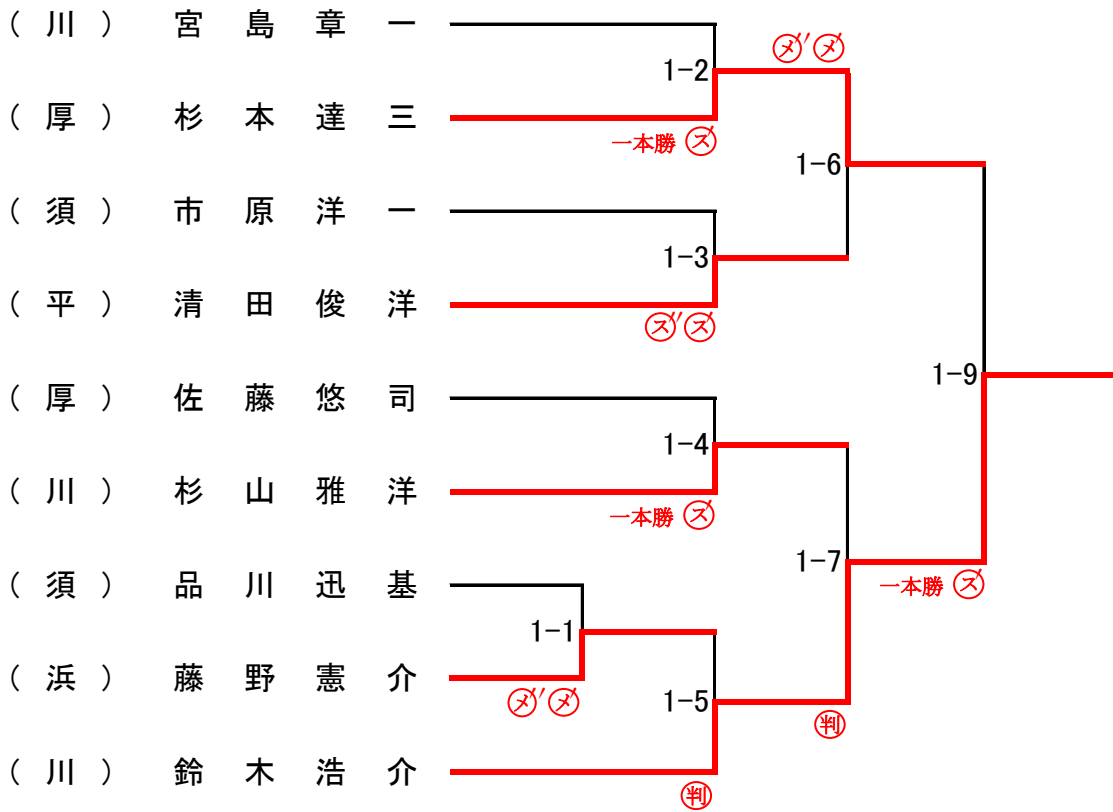 (川) 宮島章一
㋱′㋱
1-2
(厚) 杉本達三
一本勝 ㋜
1-6
(須) 市原洋一
1-3
(平) 清田俊洋
㋜′㋜
1-9
(厚) 佐藤悠司
1-4
(川) 杉山雅洋
一本勝 ㋜
1-7
一本勝 ㋜
(須) 品川迅基
1-1
(浜) 藤野憲介
㋱′㋱
1-5
㊗判
(川) 鈴木浩介
判